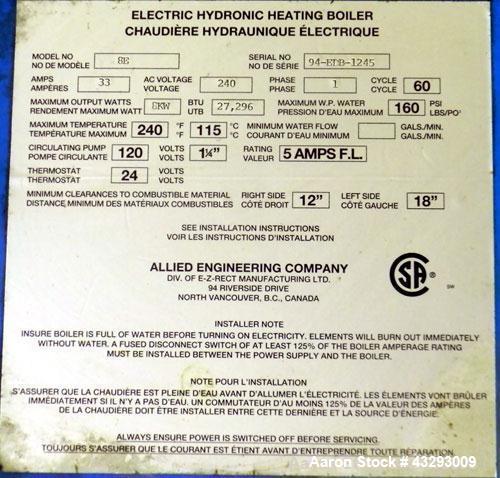 ELECTRIC HYDRONIC HEATING BOILER
CHAUDIÈRE HYDRAUNIQUE ÉLECTRIQUE
MODEL NO
NO DE MODÈLE 8E
SERIAL NO
NO DE SÉRIE 94-EDB-1245
AMPS
AMPÈRES 33
AC VOLTAGE
VOLTAGE 240
PHASE
PHASE 1
CYCLE
CYCLE 60
MAXIMUM OUTPUT WATTS
RENDEMENT MAXIMUM WATT 8KW
BTU
UTB 27,296
MAXIMUM W.P. WATER
PRESSION D'EAU MAXIMUM 160 PSI
LBS/PO²
MAXIMUM TEMPERATURE
TEMPÉRATURE MAXIMUM 240 °F
°F 115 °C
°C
MINIMUM WATER FLOW
COURANT D'EAU MINIMUM GALS./MIN.
GALS./MIN.
CIRCULATING PUMP
POMPE CIRCULANTE 120 VOLTS
VOLTS 1¼"
RATING
VALEUR 5 AMPS F.L.
THERMOSTAT
THERMOSTAT 24 VOLTS
VOLTS
MINIMUM CLEARANCES TO COMBUSTIBLE MATERIAL
DISTANCE MINIMUM DES MATÉRIAUX COMBUSTIBLES
RIGHT SIDE
CÔTÉ DROIT 12"
LEFT SIDE
CÔTÉ GAUCHE 18"
SEE INSTALLATION INSTRUCTIONS
VOIR LES INSTRUCTIONS D'INSTALLATION
ALLIED ENGINEERING COMPANY
DIV. OF E-Z-RECT MANUFACTURING LTD.
94 RIVERSIDE DRIVE
NORTH VANCOUVER, B.C., CANADA
CSA ®
SW
INSTALLER NOTE
INSURE BOILER IS FULL OF WATER BEFORE TURNING ON ELECTRICITY. ELEMENTS WILL BURN OUT IMMEDIATELY
WITHOUT WATER. A FUSED DISCONNECT SWITCH OF AT LEAST 125% OF THE BOILER AMPERAGE RATING
MUST BE INSTALLED BETWEEN THE POWER SUPPLY AND THE BOILER.
NOTE POUR L'INSTALLATION
S'ASSURER QUE LA CHAUDIÈRE EST PLEINE D'EAU AVANT D'ALLUMER L'ÉLECTRICITÉ. LES ÉLEMENTS VONT BRÛLER
IMMÉDIATEMENT SI IL N'Y A PAS D'EAU. UN COMMUTATEUR D'AU MOINS 125% DE LA VALEUR DES AMPÈRES
DE LA CHAUDIÈRE DOIT ÊTRE INSTALLER ENTRE CETTE DERNIÈRE ET LA SOURCE D'ÉNERGIE.
ALWAYS ENSURE POWER IS SWITCHED OFF BEFORE SERVICING.
TOUJOURS S'ASSURER QUE LE COURANT EST ÉTEINT AVANT D'ENTREPRENDRE TOUTE RÉPARATION.
Aaron Stock # 43293009